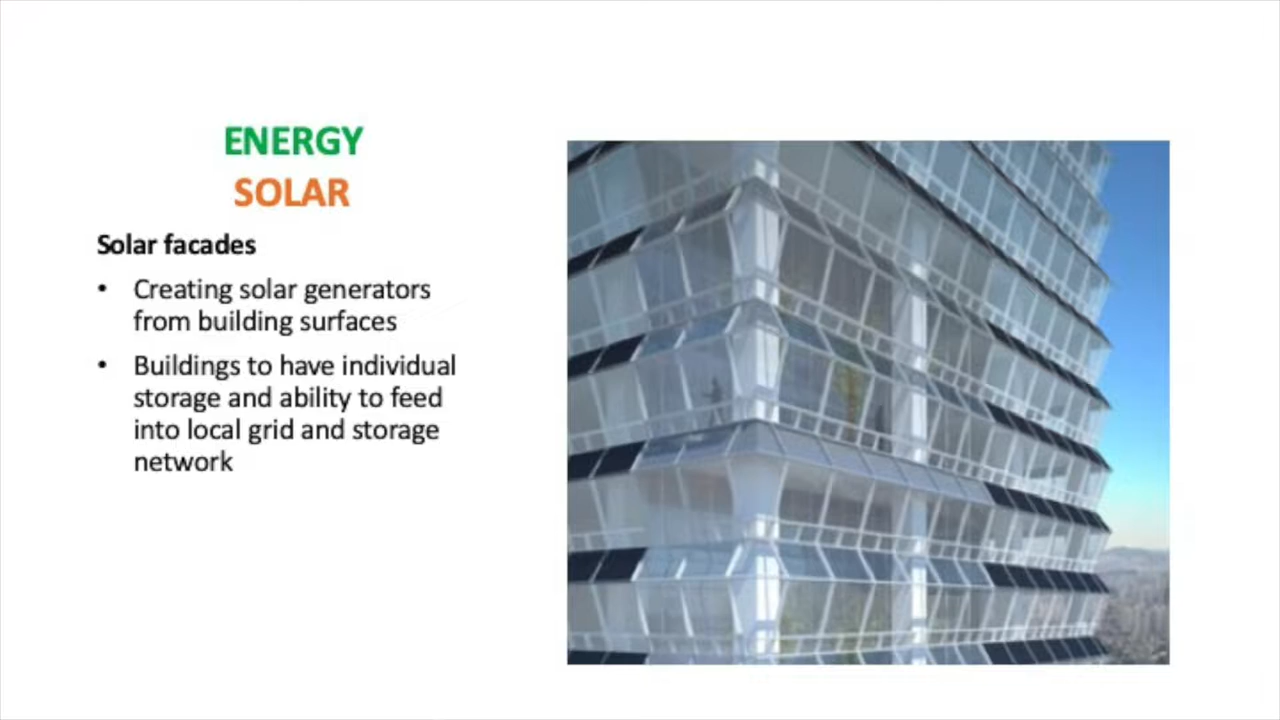 ENERGY
SOLAR
Solar facades
• Creating solar generators
from building surfaces
• Buildings to have individual
storage and ability to feed
into local grid and storage
network